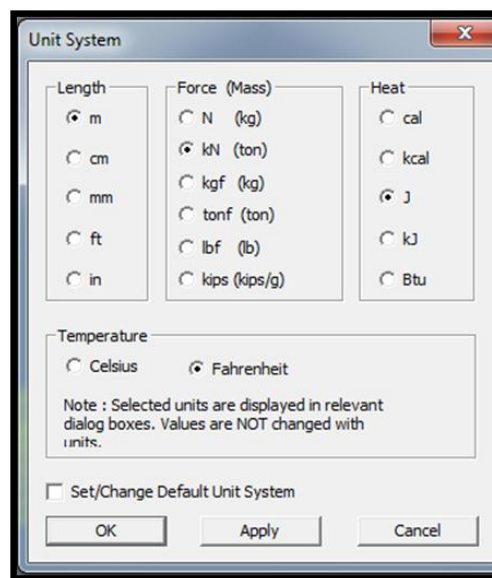 Unit System
Length
m
cm
mm
ft
in
Force (Mass)
N (kg)
kN (ton)
kgf (kg)
tonf (ton)
lbf (lb)
kips (kips/g)
Heat
cal
kcal
J
kJ
Btu
Temperature
Celsius Fahrenheit
Note : Selected units are displayed in relevant
dialog boxes. Values are NOT changed with
units.
Set/Change Default Unit System
OK Apply Cancel